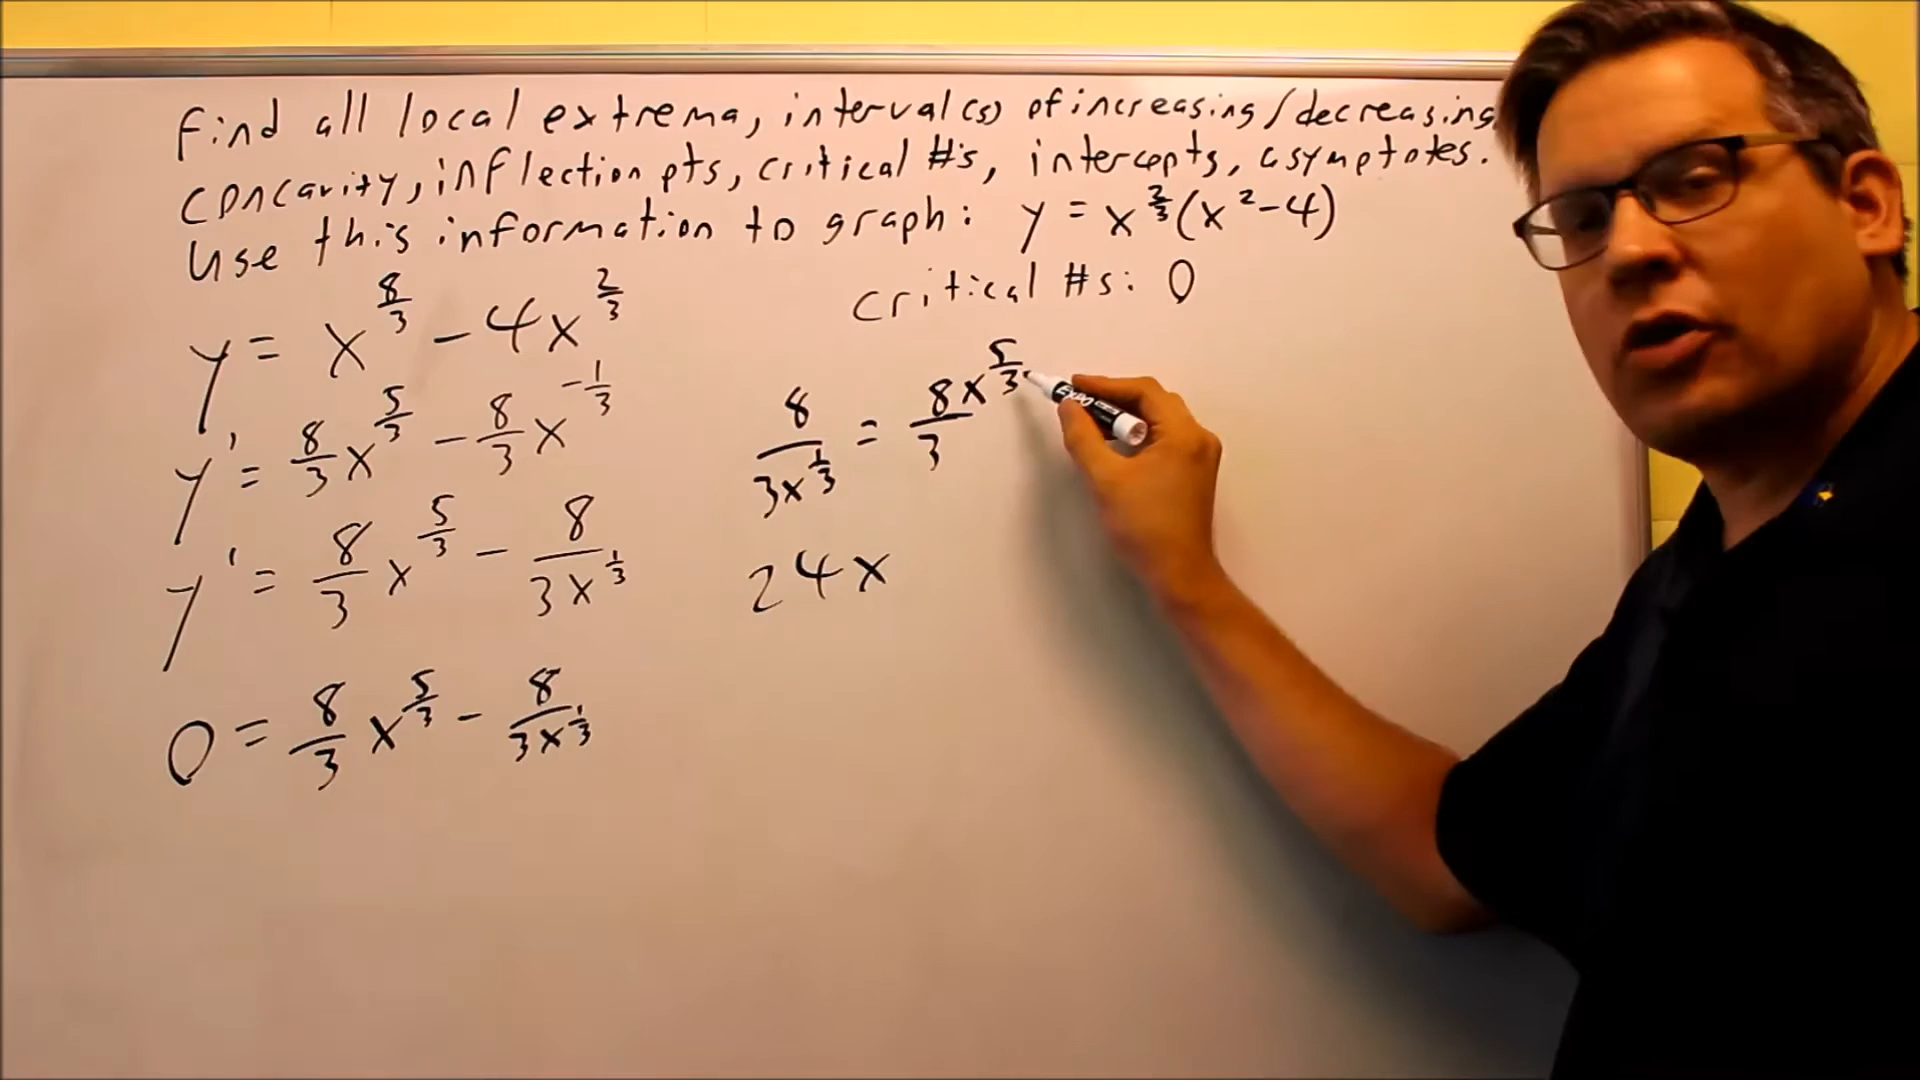 Find all local extrema, interval(s) of increasing/decreasing,
concavity, inflection pts, critical #'s, intercepts, asymptotes.
Use this information to graph: y = x^(2/3)(x²-4)
critical #s: 0
y = x^(8/3) - 4x^(2/3)
y' = 8/3 x^(5/3) - 8/3 x^(-1/3)
y' = 8/3 x^(5/3) - 8/(3x^(1/3))
0 = 8/3 x^(5/3) - 8/(3x^(1/3))
8/(3x^(1/3)) = 8x^(5/3)/3
24x
EXPO